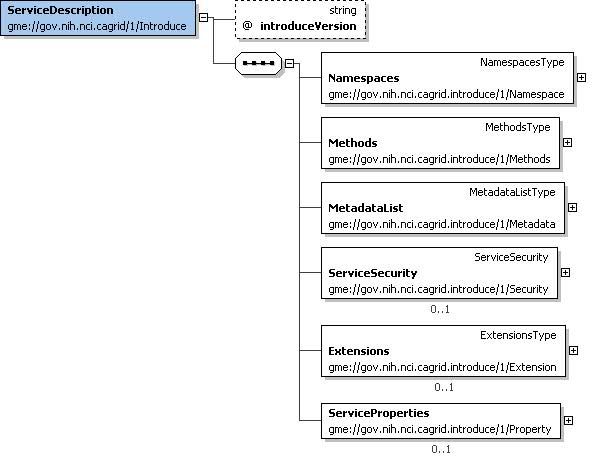 ServiceDescription
gme://gov.nih.nci.cagrid/1/Introduce
string
@ introduceVersion
NamespacesType
Namespaces
gme://gov.nih.nci.cagrid.introduce/1/Namespace
MethodsType
Methods
gme://gov.nih.nci.cagrid.introduce/1/Methods
MetadataListType
MetadataList
gme://gov.nih.nci.cagrid.introduce/1/Metadata
ServiceSecurity
ServiceSecurity
gme://gov.nih.nci.cagrid.introduce/1/Security
0..1
ExtensionsType
Extensions
gme://gov.nih.nci.cagrid.introduce/1/Extension
0..1
ServiceProperties
gme://gov.nih.nci.cagrid.introduce/1/Property
0..1